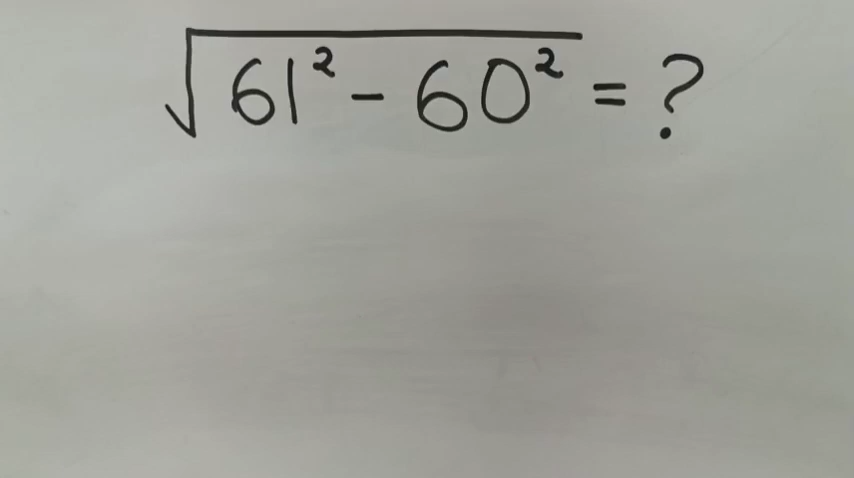 √61² - 60² = ?